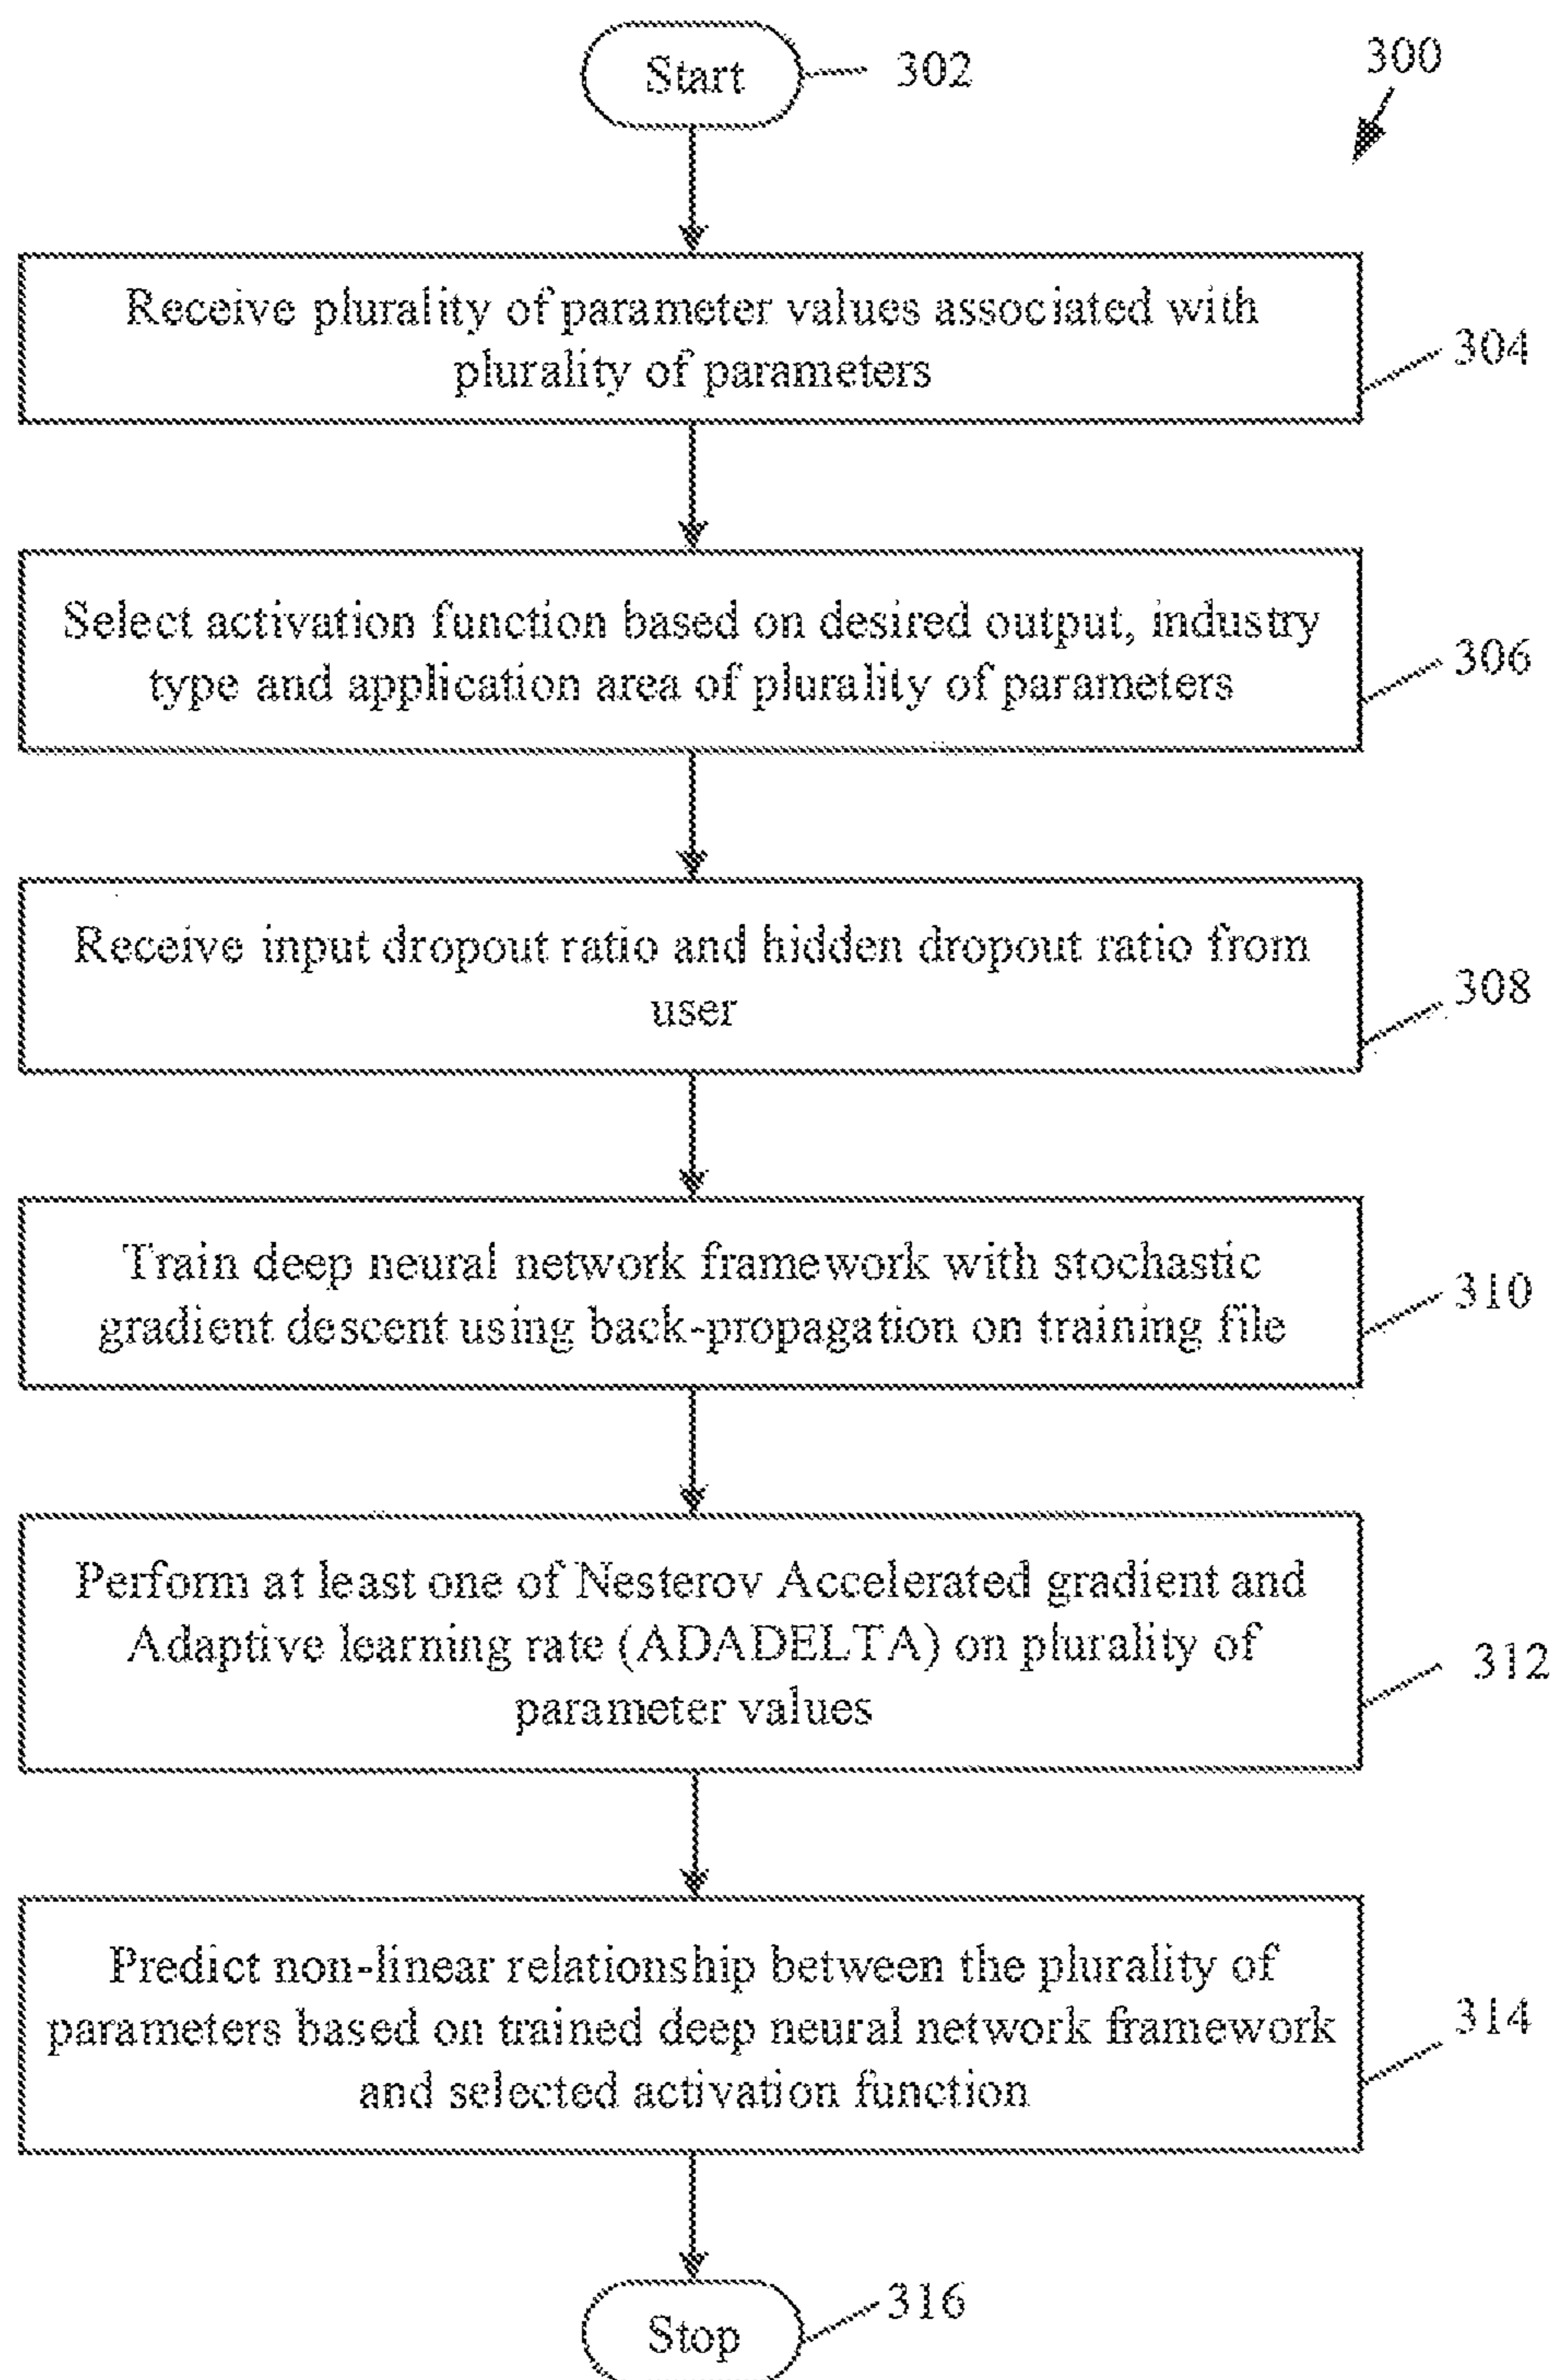 Start
302
300
Receive plurality of parameter values associated with
plurality of parameters
304
Select activation function based on desired output, industry
type and application area of plurality of parameters
306
Receive input dropout ratio and hidden dropout ratio from
user
308
Train deep neural network framework with stochastic
gradient descent using back-propagation on training file
310
Perform at least one of Nesterov Accelerated gradient and
Adaptive learning rate (ADADELTA) on plurality of
parameter values
312
Predict non-linear relationship between the plurality of
parameters based on trained deep neural network framework
and selected activation function
314
Stop
316